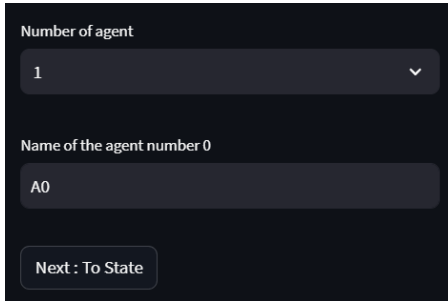 Number of agent
1
Name of the agent number 0
A0
Next : To State